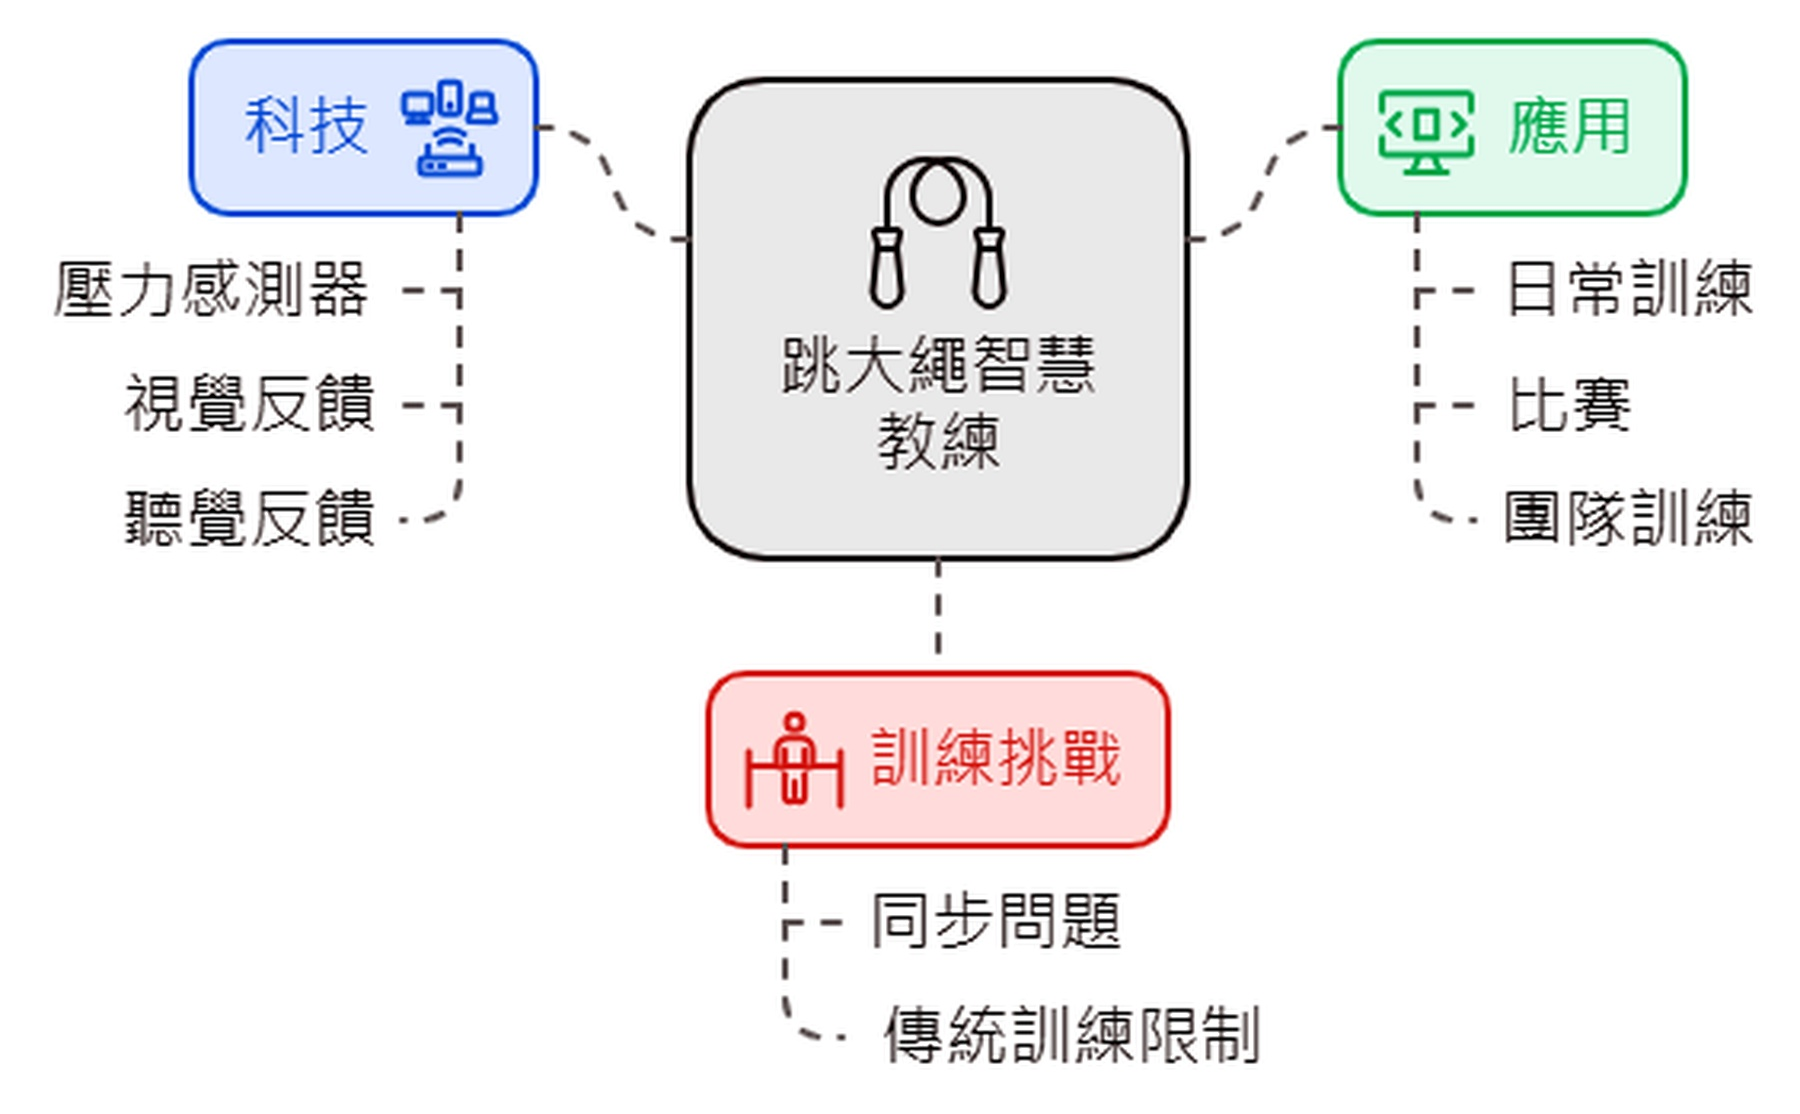 科技
壓力感測器
視覺反饋
聽覺反饋
跳大繩智慧
教練
應用
日常訓練
比賽
團隊訓練
訓練挑戰
同步問題
傳統訓練限制